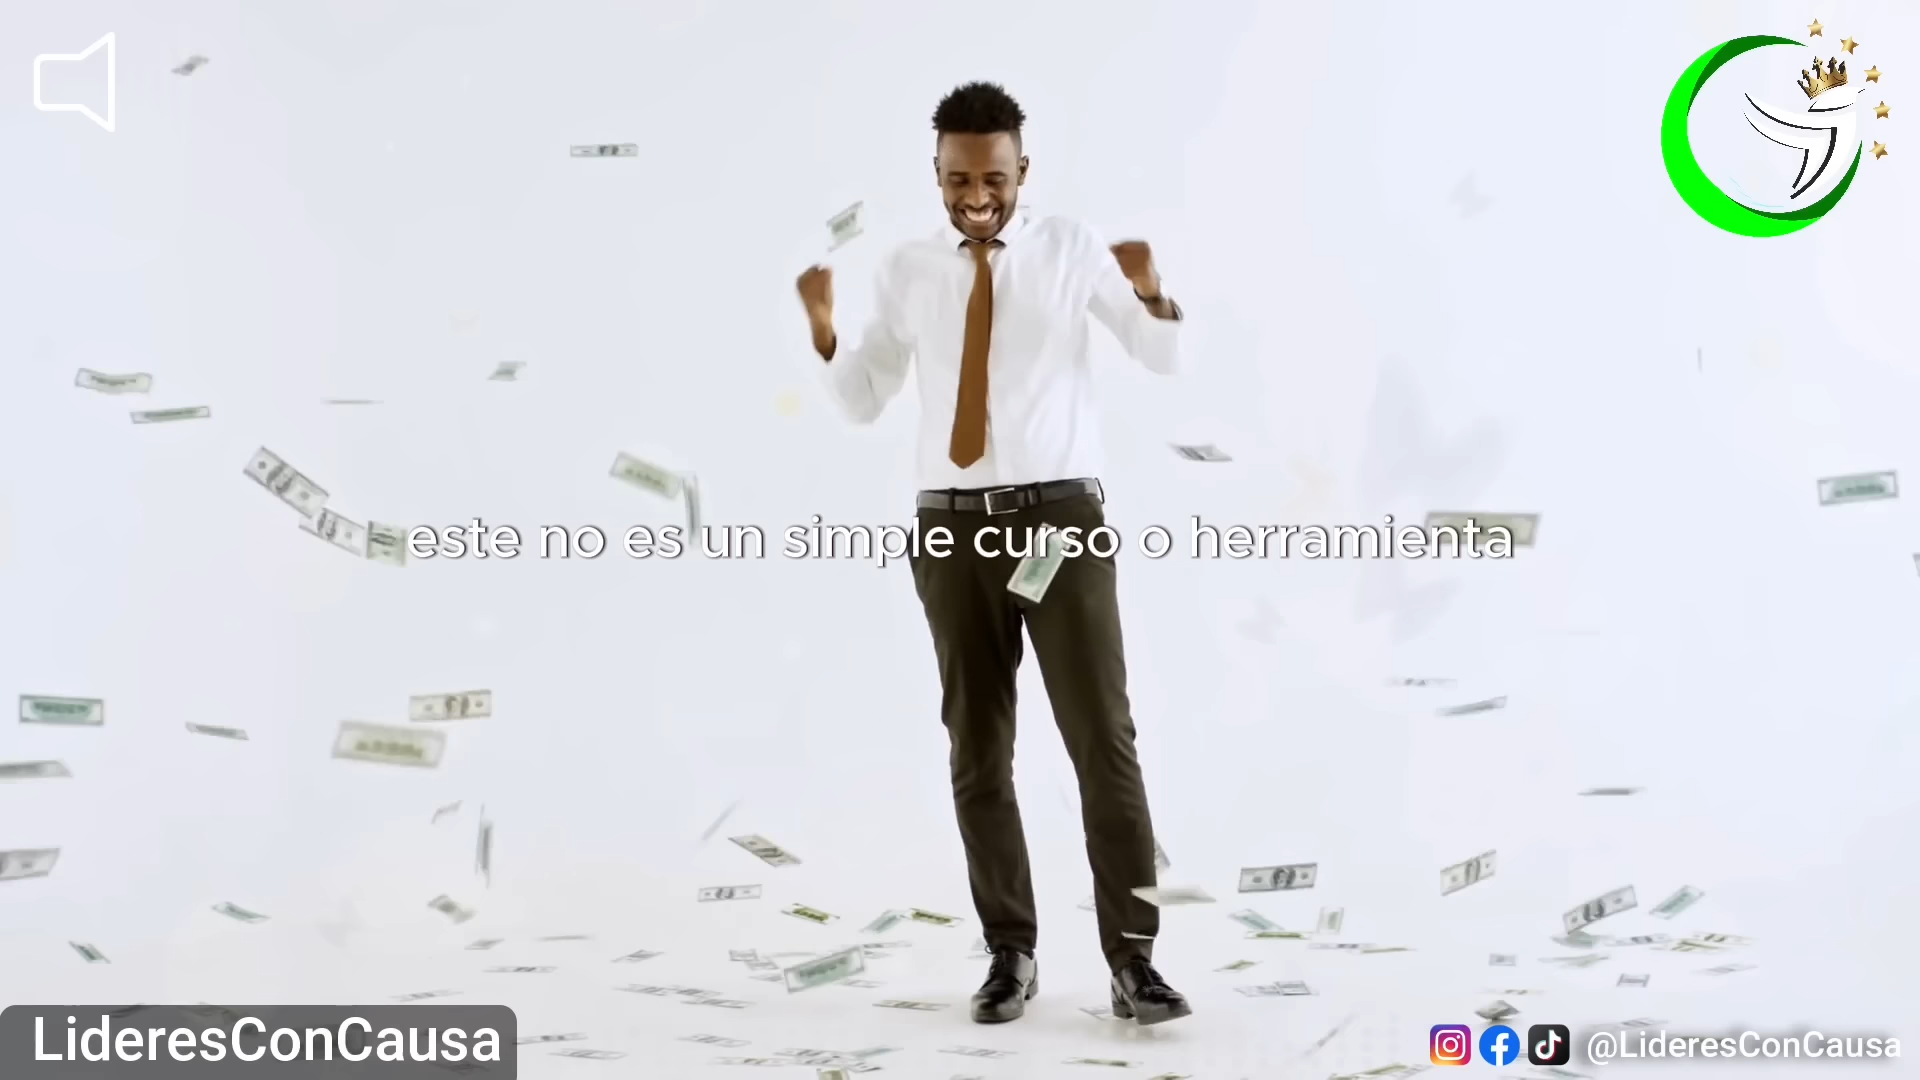 este no es un simple curso o herramienta
LideresConCausa
@LideresConCausa